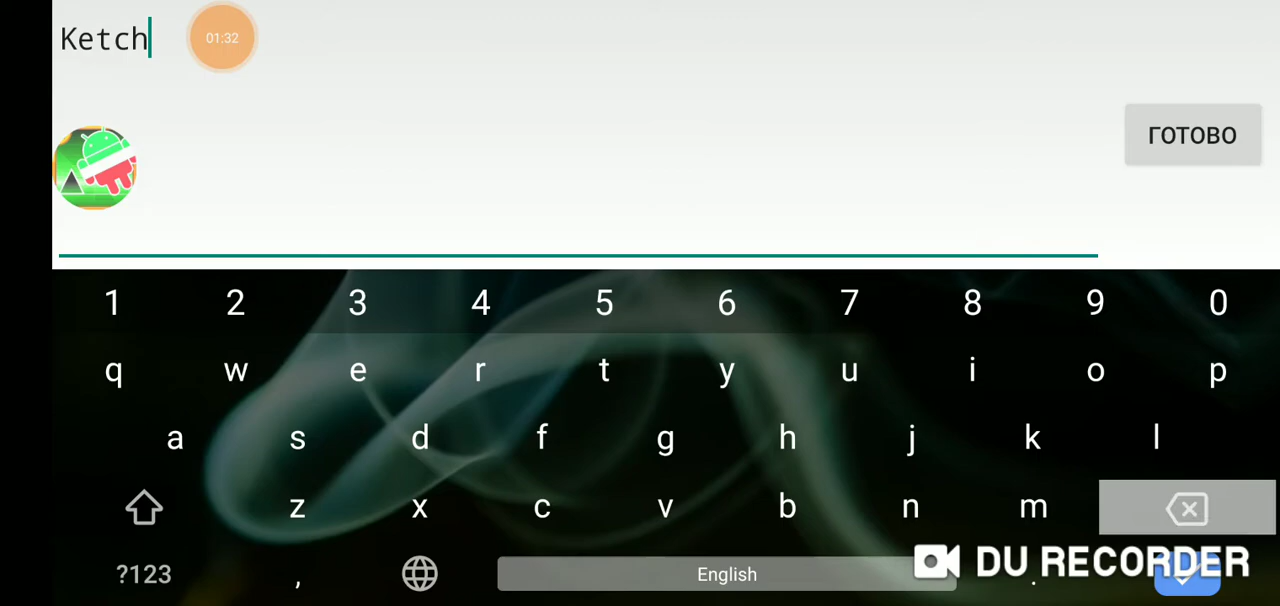 Ketch
01:32
ГОТОВО
1 2 3 4 5 6 7 8 9 0
q w e r t y u i o p
a s d f g h j k l
z x c v b n m
?123 , English .
DU RECORDER